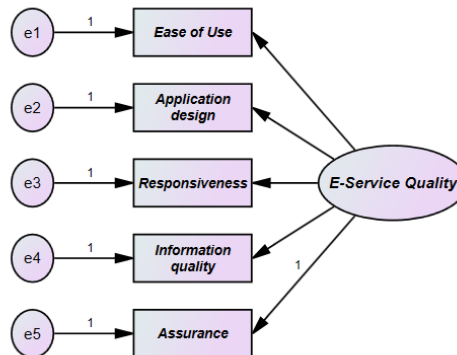 e1
1
Ease of Use
e2
1
Application
design
e3
1
Responsiveness
E-Service Quality
e4
1
Information
quality
1
e5
1
Assurance